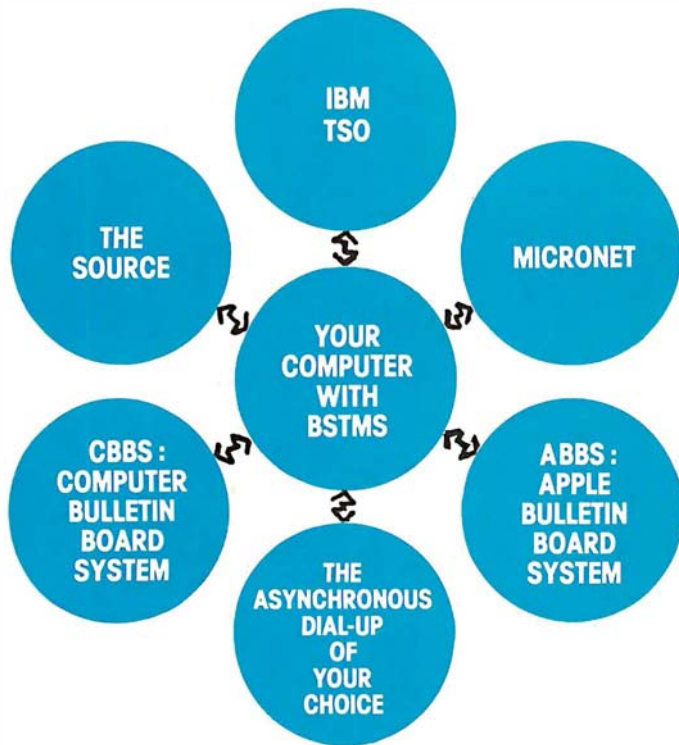 IBM
TSO
THE
SOURCE
MICRONET
YOUR
COMPUTER
WITH
BSTMS
CBBS :
COMPUTER
BULLETIN
BOARD
SYSTEM
ABBS :
APPLE
BULLETIN
BOARD
SYSTEM
THE
ASYNCHRONOUS
DIAL-UP
OF
YOUR
CHOICE